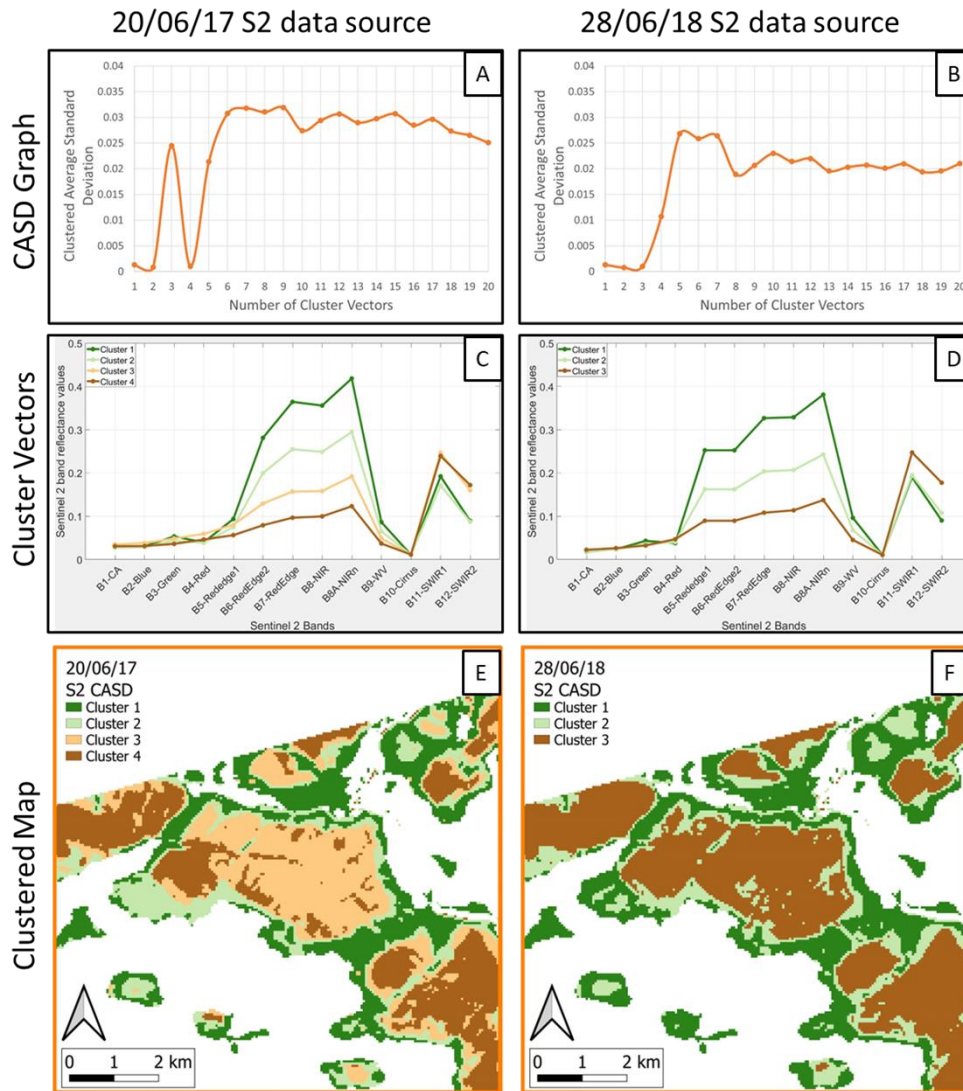 20/06/17 S2 data source
28/06/18 S2 data source
CASD Graph
A
Clustered Average Standard
Deviation
0.04
0.035
0.03
0.025
0.02
0.015
0.01
0.005
0
1 2 3 4 5 6 7 8 9 10 11 12 13 14 15 16 17 18 19 20
Number of Cluster Vectors
B
Clustered Average Standard
Deviation
0.04
0.035
0.03
0.025
0.02
0.015
0.01
0.005
0
1 2 3 4 5 6 7 8 9 10 11 12 13 14 15 16 17 18 19 20
Number of Cluster Vectors
Cluster Vectors
C
Cluster 1
Cluster 2
Cluster 3
Cluster 4
Sentinel 2 band reflectance values
0.5
0.4
0.3
0.2
0.1
0
B1-CA
B2-Blue
B3-Green
B4-Red
B5-Rededge1
B6-RedEdge2
B7-RedEdge
B8-NIR
B8A-NIRn
B9-WV
B10-Cirrus
B11-SWIR1
B12-SWIR2
Sentinel 2 Bands
D
Cluster 1
Cluster 2
Cluster 3
Sentinel 2 band reflectance values
0.5
0.4
0.3
0.2
0.1
0
B1-CA
B2-Blue
B3-Green
B4-Red
B5-Rededge1
B6-RedEdge2
B7-RedEdge
B8-NIR
B8A-NIRn
B9-WV
B10-Cirrus
B11-SWIR1
B12-SWIR2
Sentinel 2 Bands
Clustered Map
E
20/06/17
S2 CASD
Cluster 1
Cluster 2
Cluster 3
Cluster 4
0 1 2 km
F
28/06/18
S2 CASD
Cluster 1
Cluster 2
Cluster 3
0 1 2 km